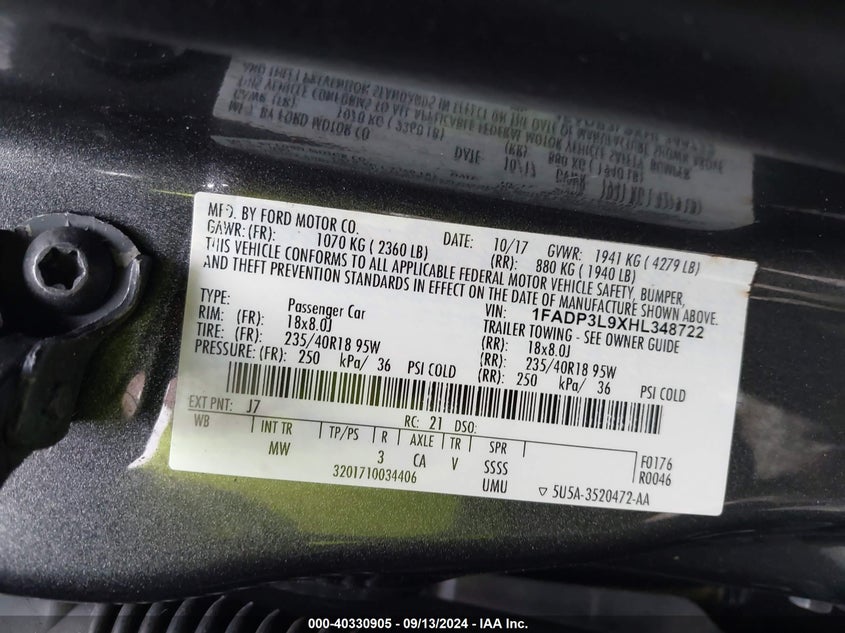 MFD. BY FORD MOTOR CO.
DATE: 10/17 GVWR: 1941 KG ( 4279 LB)
GAWR: (FR): 1070 KG ( 2360 LB) (RR): 880 KG ( 1940 LB)
THIS VEHICLE CONFORMS TO ALL APPLICABLE FEDERAL MOTOR VEHICLE SAFETY, BUMPER,
AND THEFT PREVENTION STANDARDS IN EFFECT ON THE DATE OF MANUFACTURE SHOWN ABOVE.
VIN: 1FADP3L9XHL348722
TYPE: Passenger Car TRAILER TOWING - SEE OWNER GUIDE
RIM: (FR): 18x8.0J (RR): 18x8.0J
TIRE: (FR): 235/40R18 95W (RR): 235/40R18 95W
PRESSURE: (FR): 250 kPa/ 36 PSI COLD (RR): 250 kPa/ 36 PSI COLD
EXT PNT: J7 RC: 21 DSO:
WB INT TR TP/PS R AXLE TR SPR F0176
MW 3 CA V SSSS R0046
3201710034406 UMU ▽ 5U5A-3520472-AA
000-40330905 - 09/13/2024 - IAA Inc.